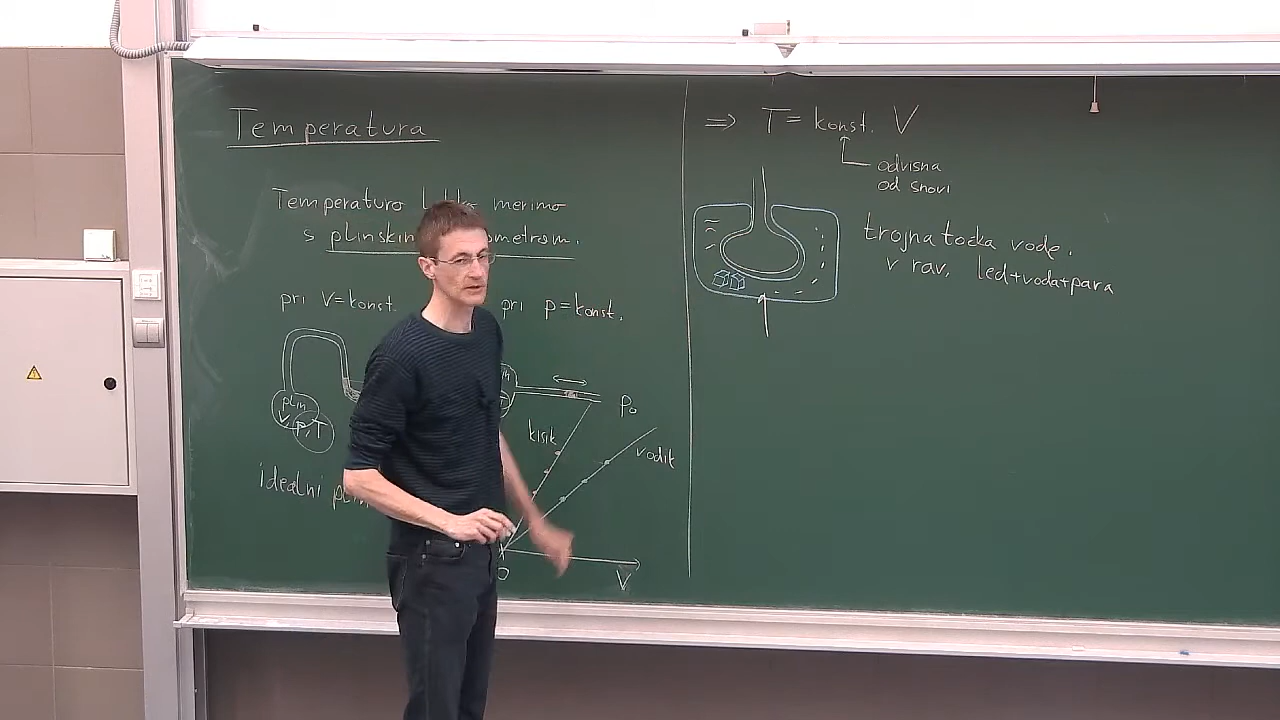 Temperatura
Temperaturo merimo
s plinskim ometrom.
pri V=konst.
pri p=konst.
plin
V
P, T
P₀
kisik
vodik
idealni
0
V
⇒ T = konst. V
odvisna
od snovi
trojna točka vode.
v rav. led+voda+para